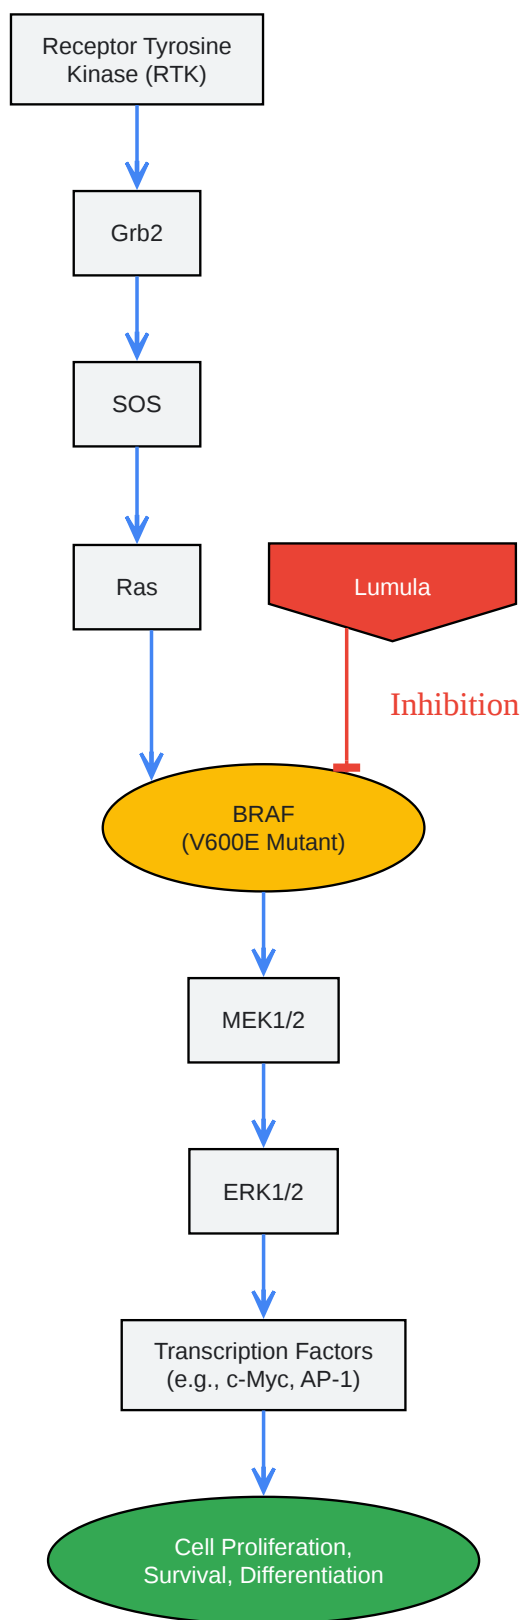 Receptor Tyrosine
Kinase (RTK)
Grb2
SOS
Ras
Lumula
Inhibition
BRAF
(V600E Mutant)
MEK1/2
ERK1/2
Transcription Factors
(e.g., c-Myc, AP-1)
Cell Proliferation,
Survival, Differentiation